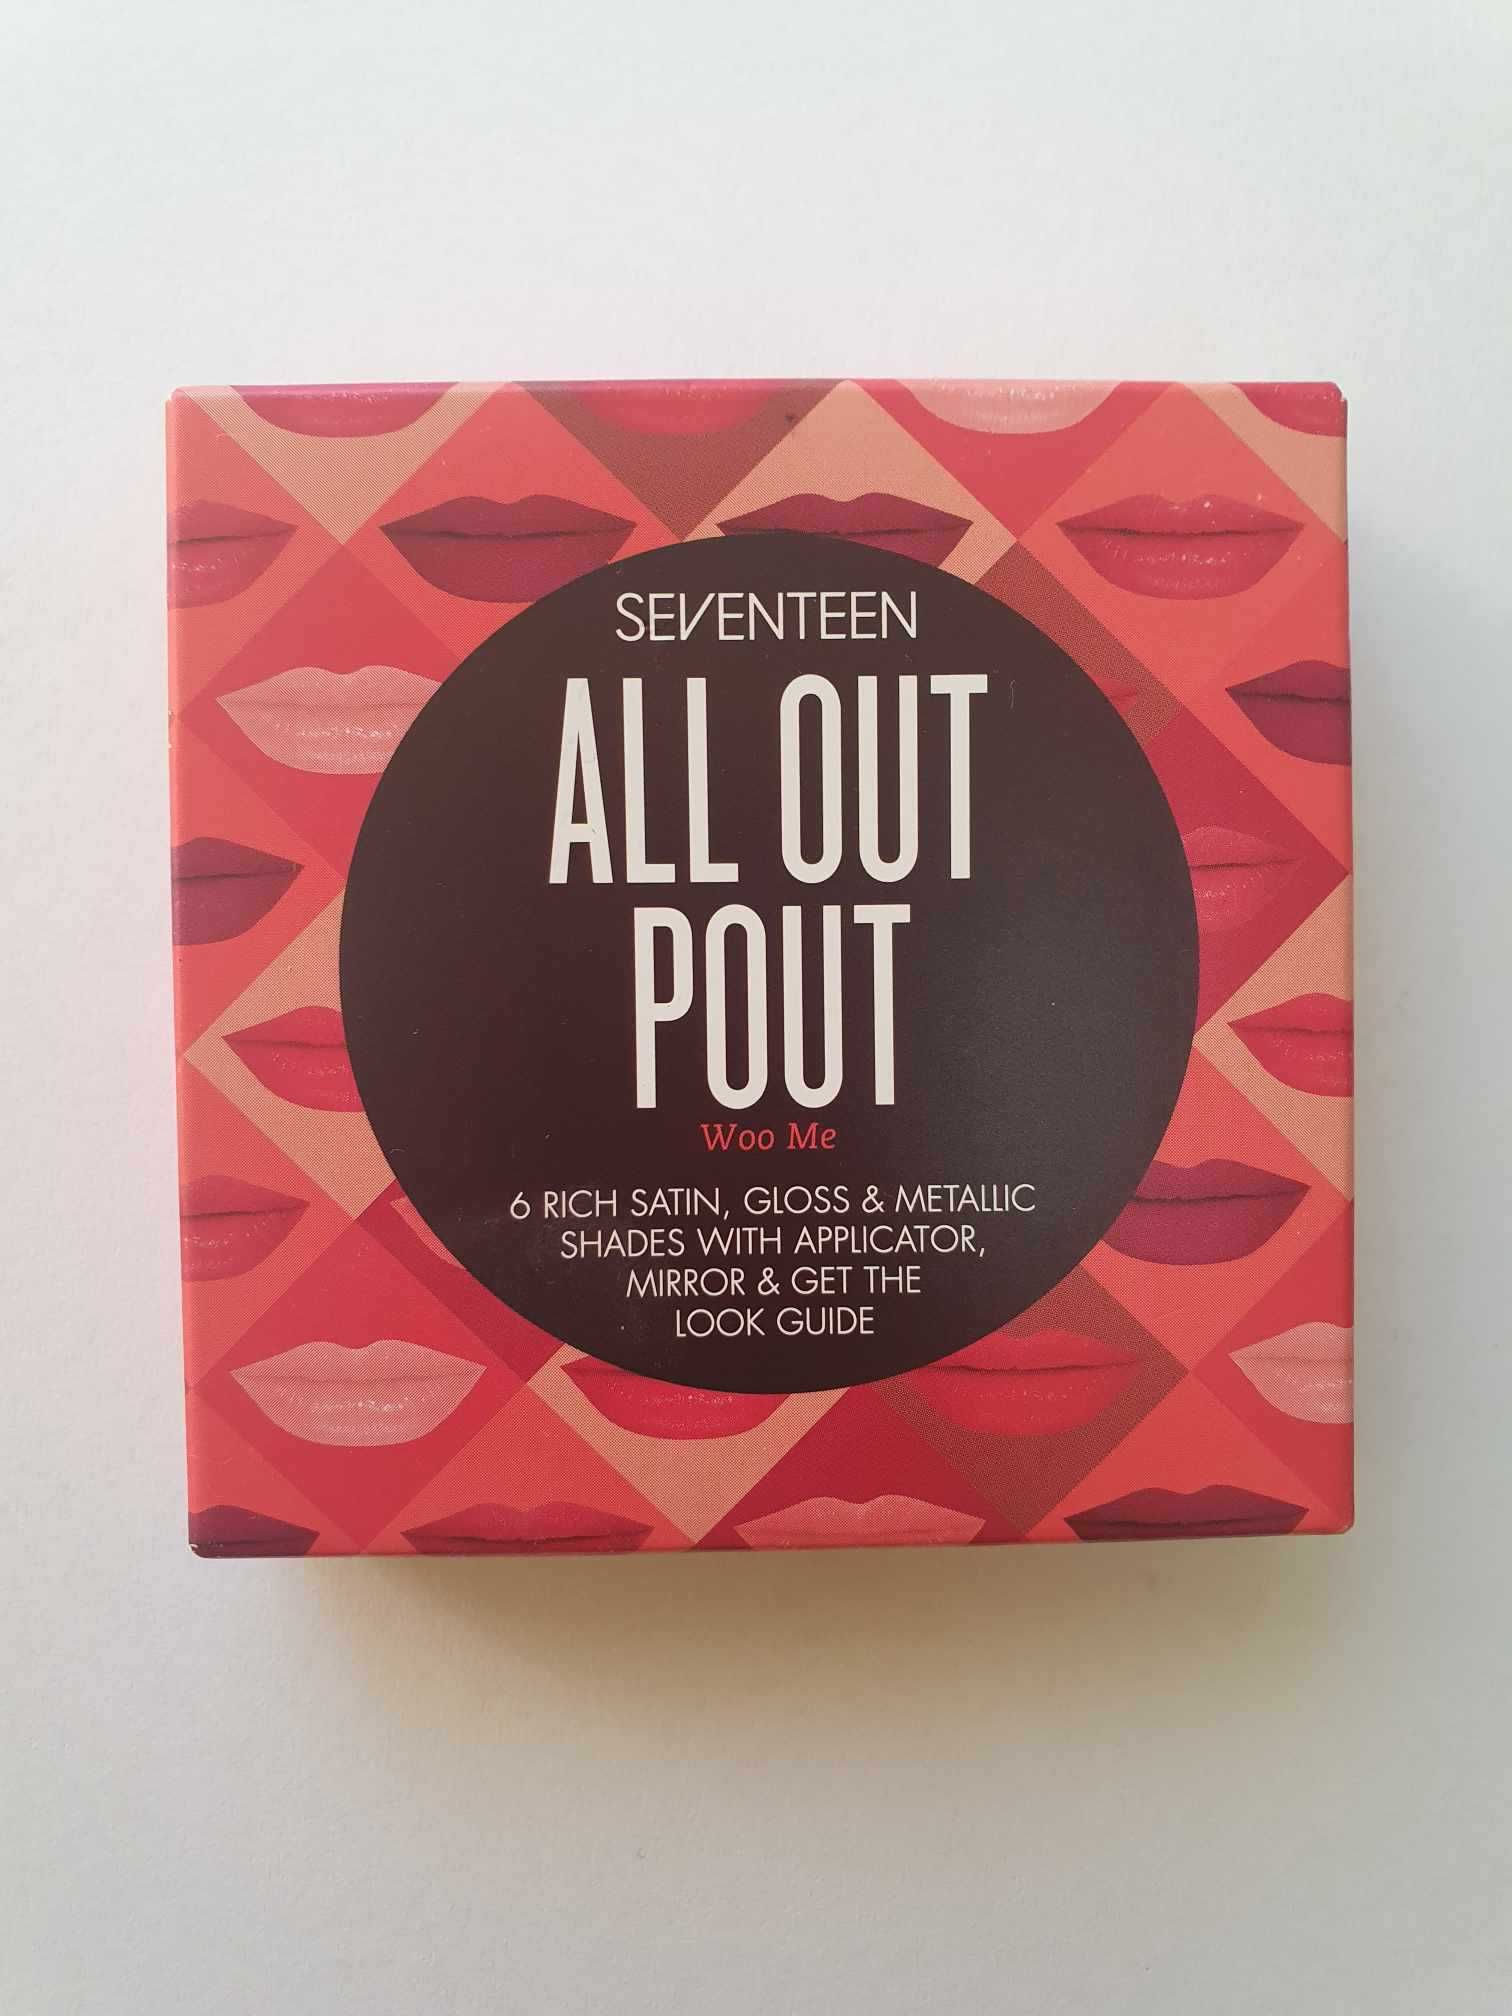 SEVENTEEN
ALL OUT
POUT
Woo Me
6 RICH SATIN, GLOSS & METALLIC
SHADES WITH APPLICATOR,
MIRROR & GET THE
LOOK GUIDE